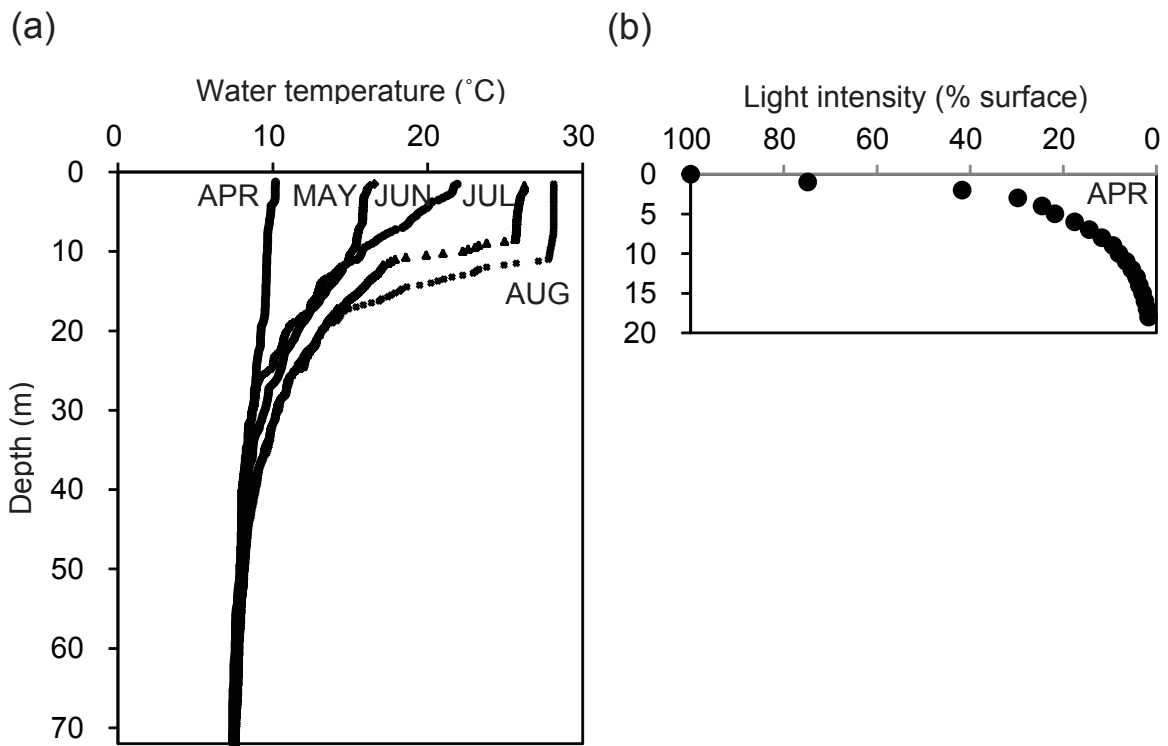 (a)
Water temperature (˚C)
0 10 20 30
0
APR MAY JUN JUL
10
AUG
20
30
40
50
60
70
Depth (m)
(b)
Light intensity (% surface)
100 80 60 40 20 0
0
APR
5
10
15
20